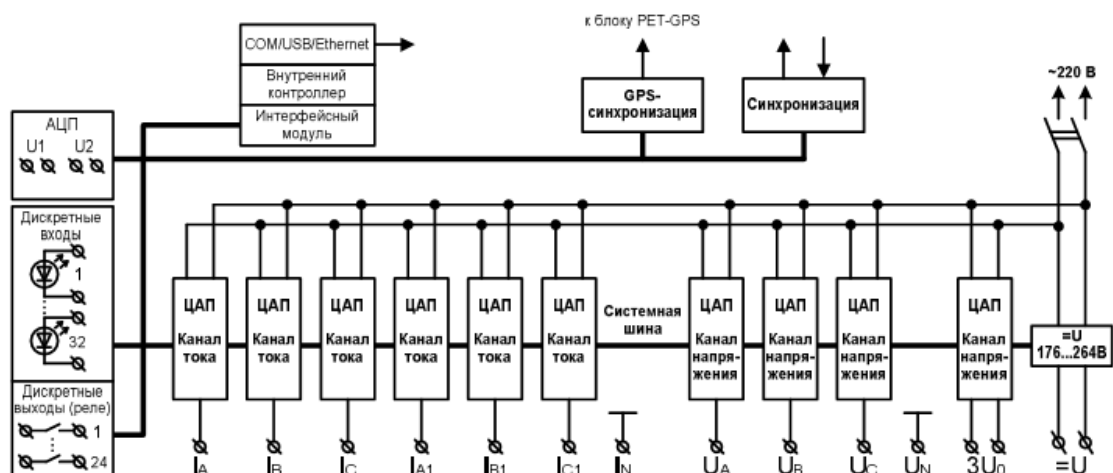 к блоку PET-GPS
COM/USB/Ethernet
Внутренний
контроллер
Интерфейсный
модуль
GPS-
синхронизация
Синхронизация
~220 В
АЦП
U1 U2
Дискретные
входы
1
32
Дискретные
выходы (реле)
1
24
ЦАП
Канал
тока
ЦАП
Канал
тока
ЦАП
Канал
тока
ЦАП
Канал
тока
ЦАП
Канал
тока
ЦАП
Канал
тока
Системная
шина
ЦАП
Канал
напря-
жения
ЦАП
Канал
напря-
жения
ЦАП
Канал
напря-
жения
ЦАП
Канал
напря-
жения
=U
176...264В
IA IB IC IA1 IB1 IC1 IN UA UB UC UN 3U0 =U